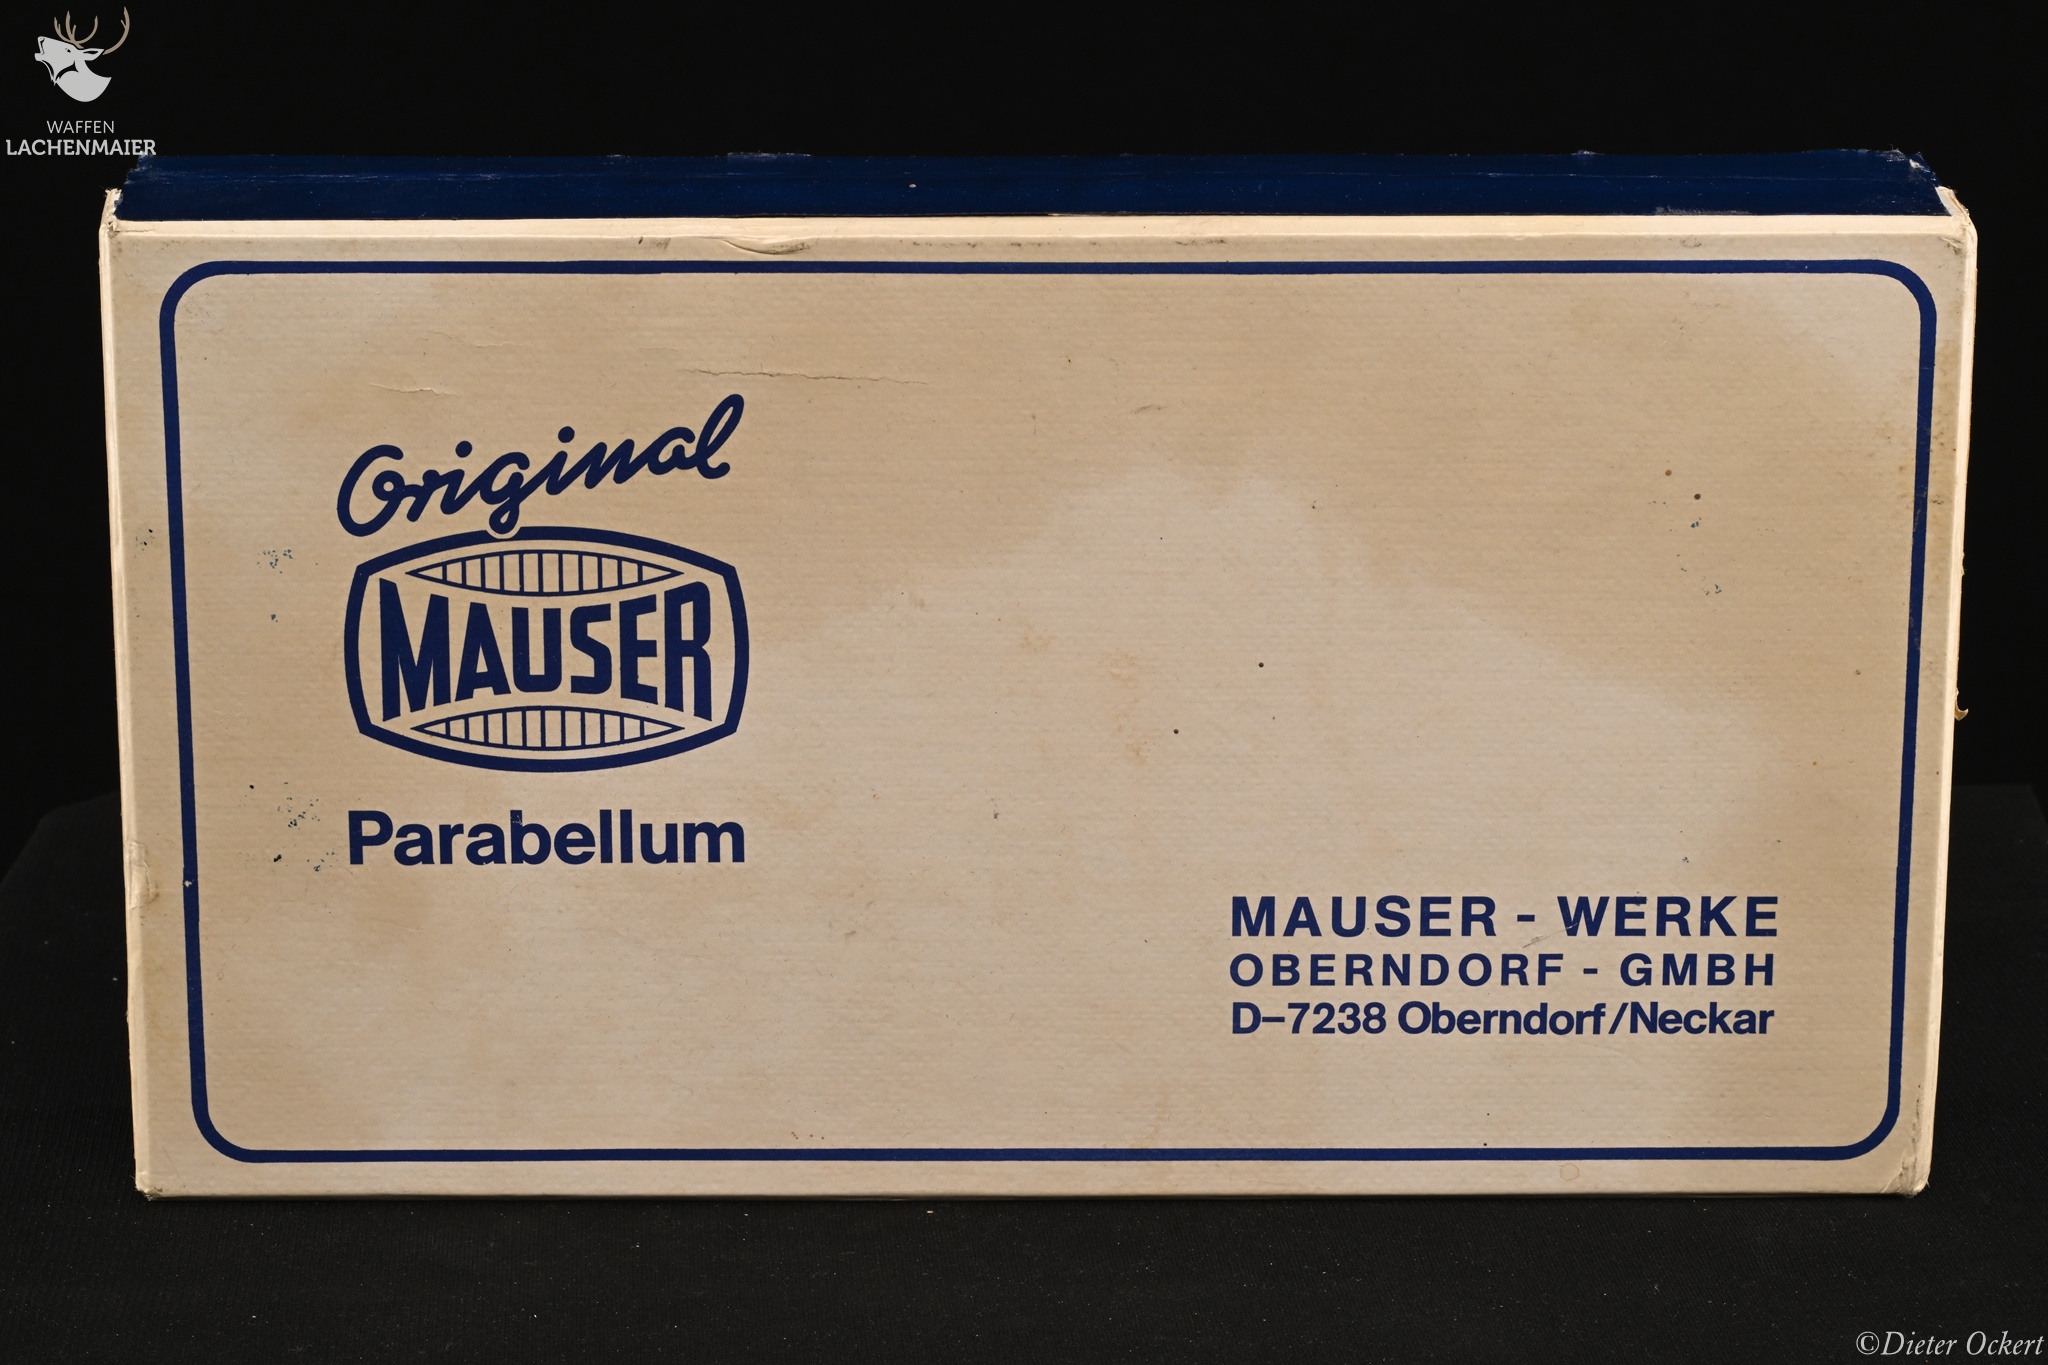 WAFFEN
LACHENMAIER
Original
MAUSER
Parabellum
MAUSER - WERKE
OBERNDORF - GMBH
D–7238 Oberndorf/Neckar
©Dieter Ockert